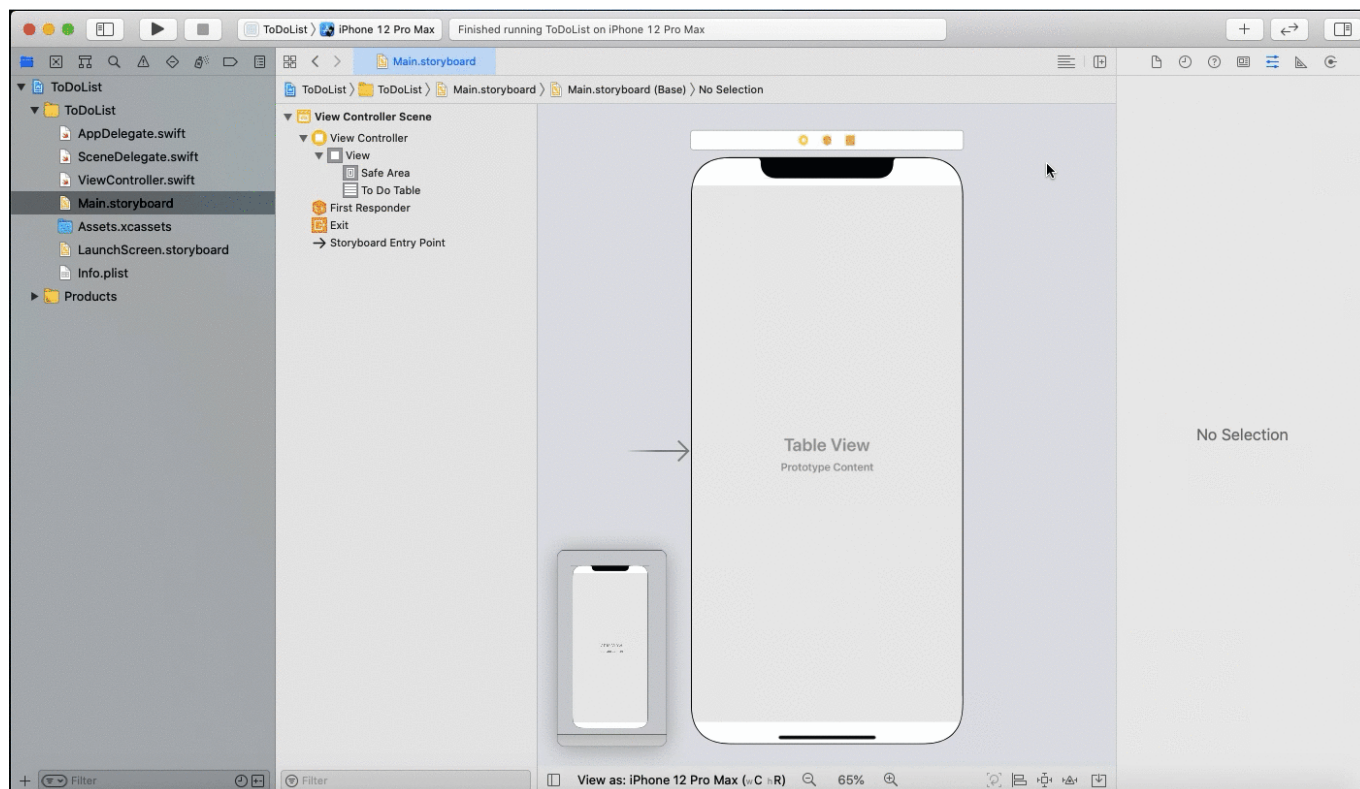 ToDoList 〉 iPhone 12 Pro Max
Finished running ToDoList on iPhone 12 Pro Max
Main.storyboard
ToDoList
ToDoList
AppDelegate.swift
SceneDelegate.swift
ViewController.swift
Main.storyboard
Assets.xcassets
LaunchScreen.storyboard
Info.plist
Products
Filter
ToDoList 〉 ToDoList 〉 Main.storyboard 〉 Main.storyboard (Base) 〉 No Selection
View Controller Scene
View Controller
View
Safe Area
To Do Table
First Responder
Exit
Storyboard Entry Point
Filter
Table View
Prototype Content
View as: iPhone 12 Pro Max (wC hR)
65%
No Selection